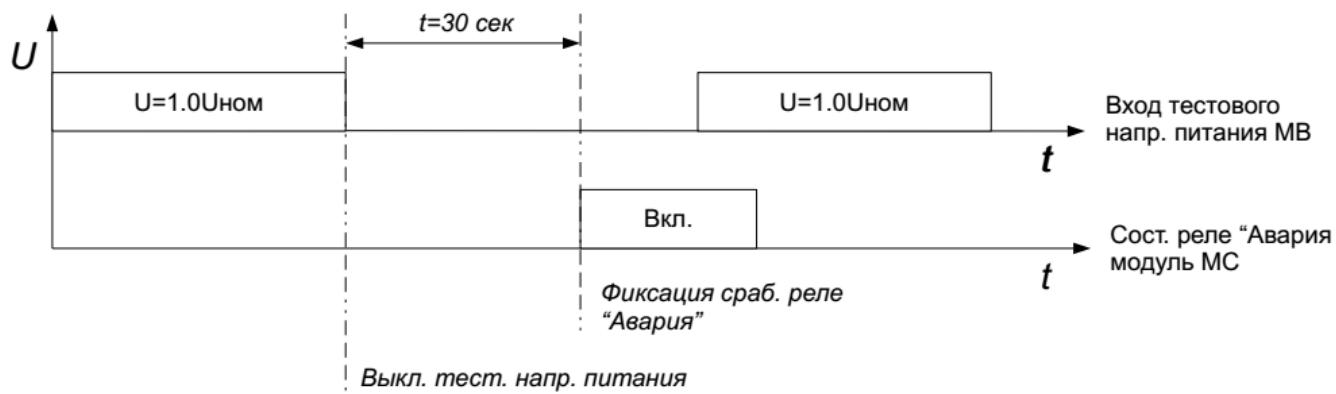 t=30 сек
U
U=1.0Uном
U=1.0Uном
Вход тестового
напр. питания МВ
t
Вкл.
Сост. реле “Авария
модуль МС
t
Фиксация сраб. реле
“Авария”
Выкл. тест. напр. питания